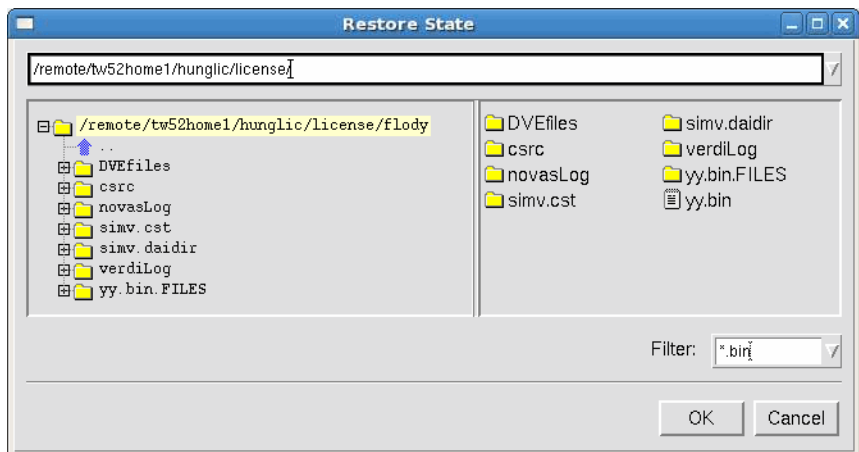 Restore State
/remote/tw52home1/hunglic/license/
/remote/tw52home1/hunglic/license/flody
..
DVEfiles
csrc
novasLog
simv.cst
simv.daidir
verdiLog
yy.bin.FILES
DVEfiles
csrc
novasLog
simv.cst
simv.daidir
verdiLog
yy.bin.FILES
yy.bin
Filter:
*.bin
OK
Cancel